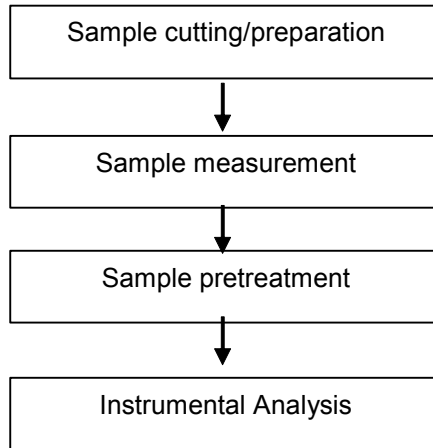 Sample cutting/preparation
Sample measurement
Sample pretreatment
Instrumental Analysis